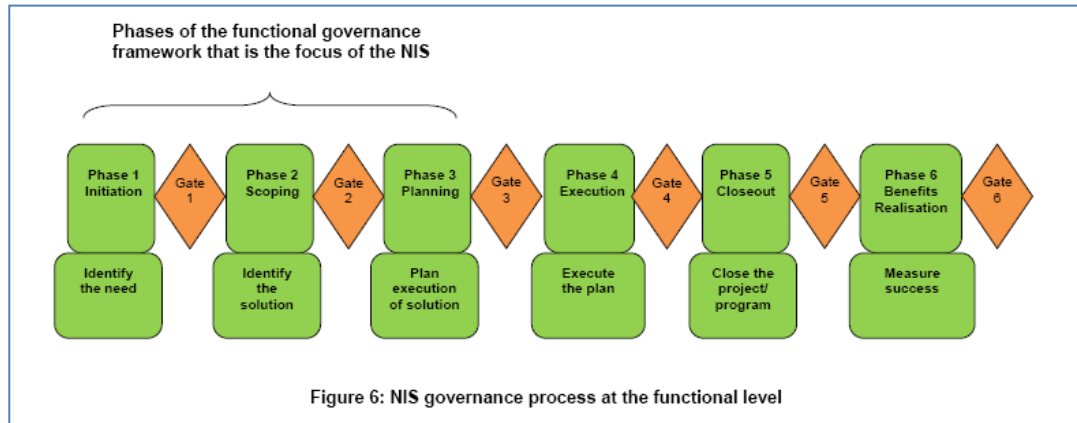 Phases of the functional governance
framework that is the focus of the NIS
Phase 1
Initiation
Gate
1
Phase 2
Scoping
Gate
2
Phase 3
Planning
Gate
3
Phase 4
Execution
Gate
4
Phase 5
Closeout
Gate
5
Phase 6
Benefits
Realisation
Gate
6
Identify
the need
Identify
the
solution
Plan
execution
of solution
Execute
the plan
Close the
project/
program
Measure
success
Figure 6: NIS governance process at the functional level